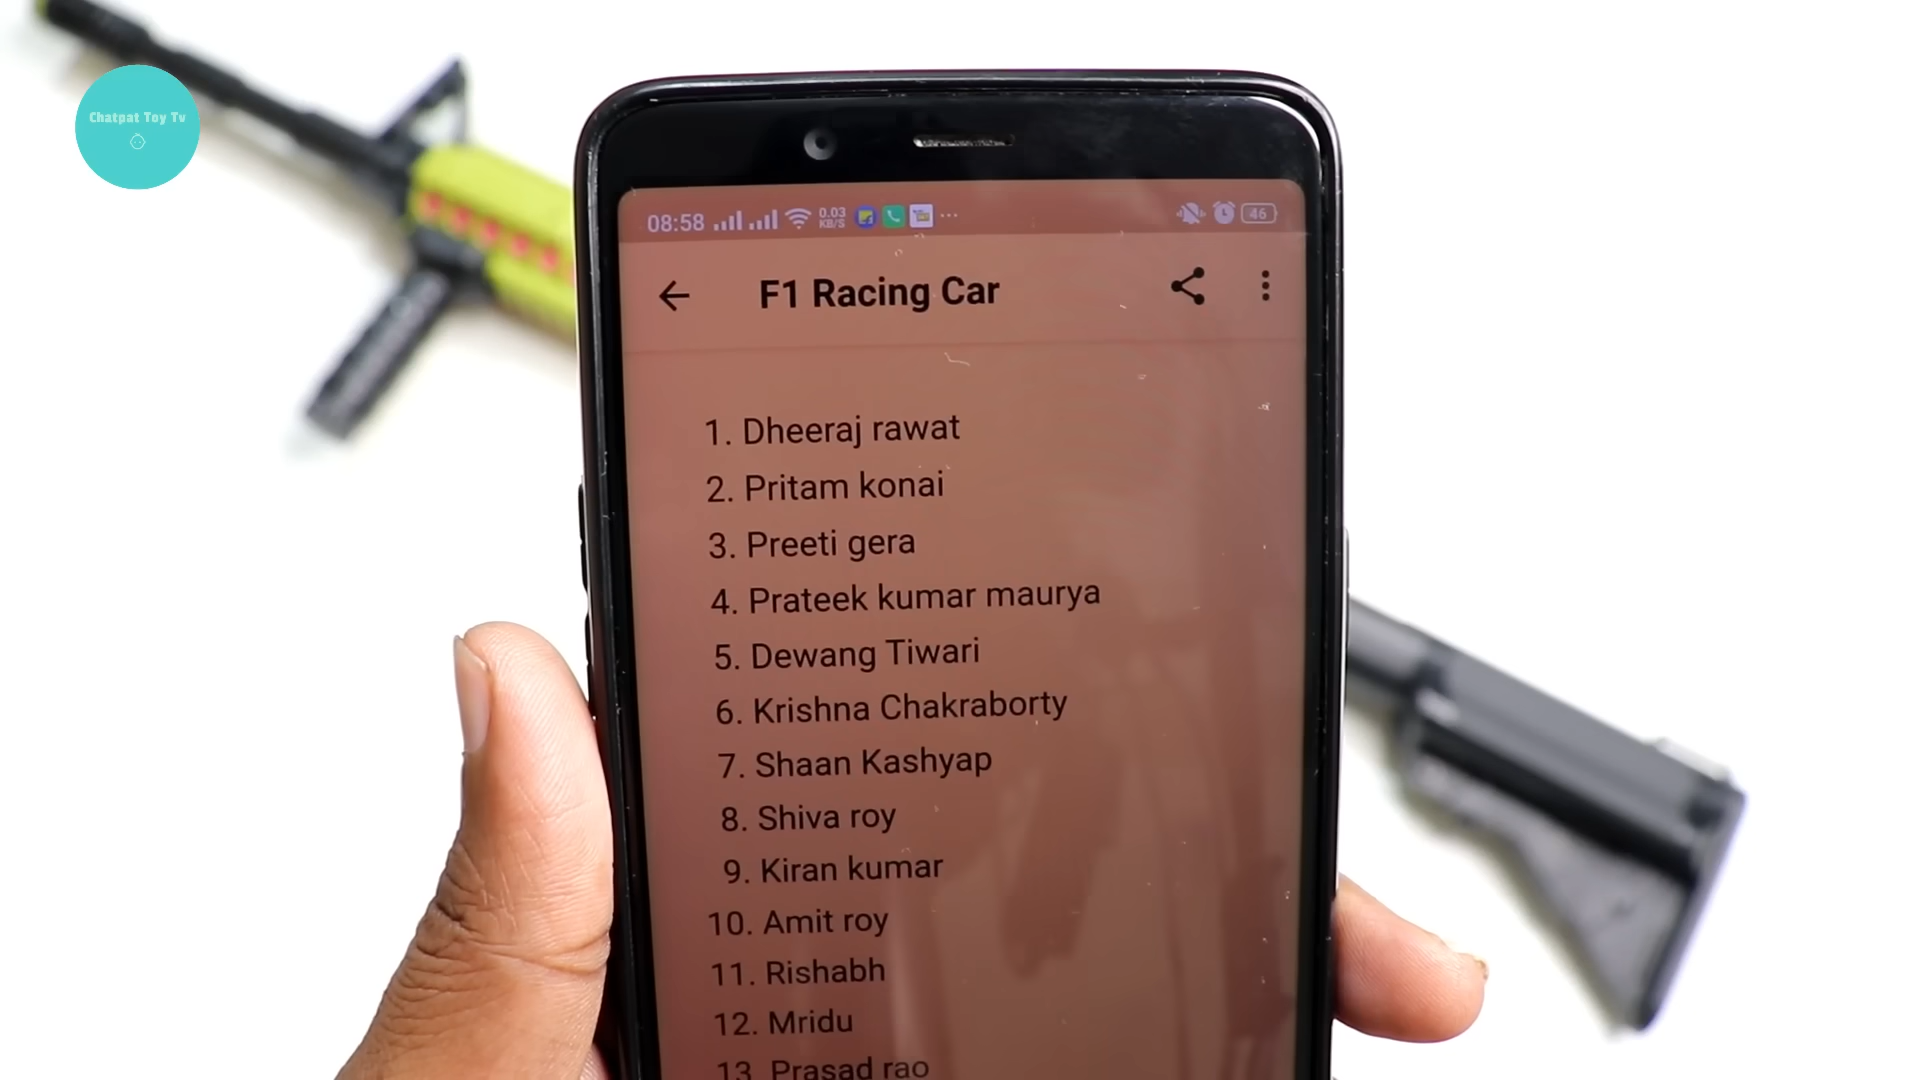 Chatpat Toy Tv
08:58 0.03 KB/S 46
F1 Racing Car
1. Dheeraj rawat
2. Pritam konai
3. Preeti gera
4. Prateek kumar maurya
5. Dewang Tiwari
6. Krishna Chakraborty
7. Shaan Kashyap
8. Shiva roy
9. Kiran kumar
10. Amit roy
11. Rishabh
12. Mridu
13. Prasad rao